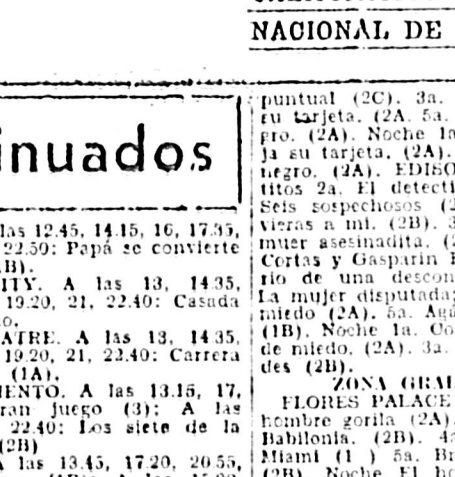 NACIONAL DE
inuados
las 12.45, 14.15, 16, 17.35,
22.50: Papá se convierte
B).
ITY. A las 13, 14.35,
19.20, 21, 22.40: Casada
o.
ATRE. A las 13, 14.35,
19.20, 21, 22.40: Carrera
(1A).
IENTO. A las 13.15, 17,
ran juego (3); A las
22.40: Los siete de la
(2B)
A las 13.45, 17.20, 20.55,
puntual (2C). 3a.
su tarjeta. (2A. 5a.
gro. (2A). Noche 1a
ja su tarjeta. (2A).
negro. (2A). EDISO
titos 2a. El detecti
Seis sospechosos (2
vieras a mi. (2B). 3
muer asesinadita. (
Cortas y Gasparin
rio de una descon
La mujer disputada;
miedo (2A). 5a. Agú
(1B). Noche 1a. Co
de miedo. (2A). 3a.
des (2B).
ZONA GRAL
FLORES PALACE
hombre gorila (2A)
Babilonia. (2B). 4a
Miami (1 ) 5a. Br
(2B). Noche El ho